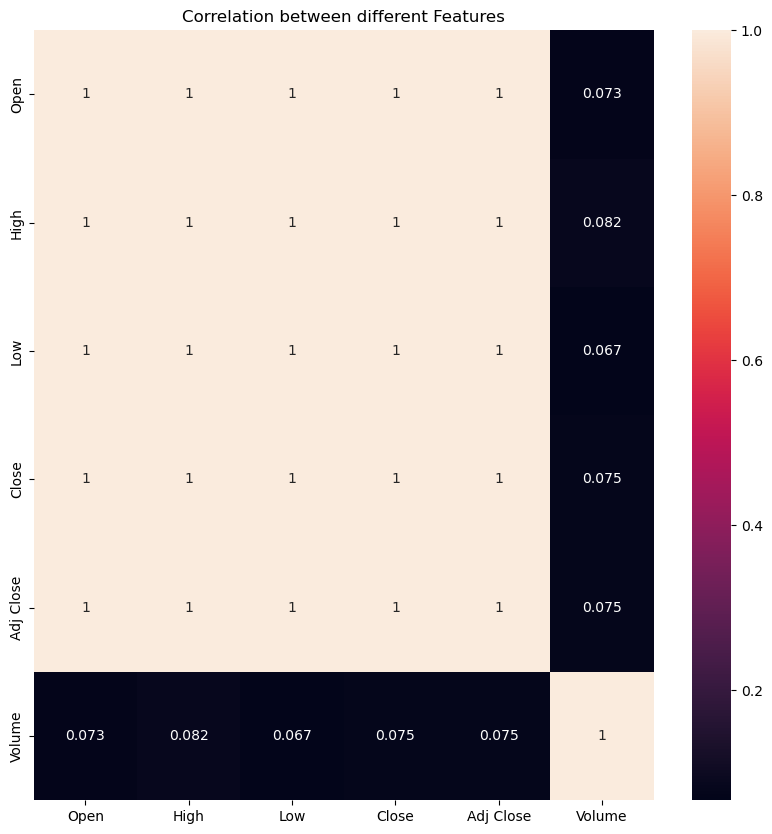 Correlation between different Features
Open 1 1 1 1 1 0.073
High 1 1 1 1 1 0.082
Low 1 1 1 1 1 0.067
Close 1 1 1 1 1 0.075
Adj Close 1 1 1 1 1 0.075
Volume 0.073 0.082 0.067 0.075 0.075 1
Open High Low Close Adj Close Volume
1.0
0.8
0.6
0.4
0.2